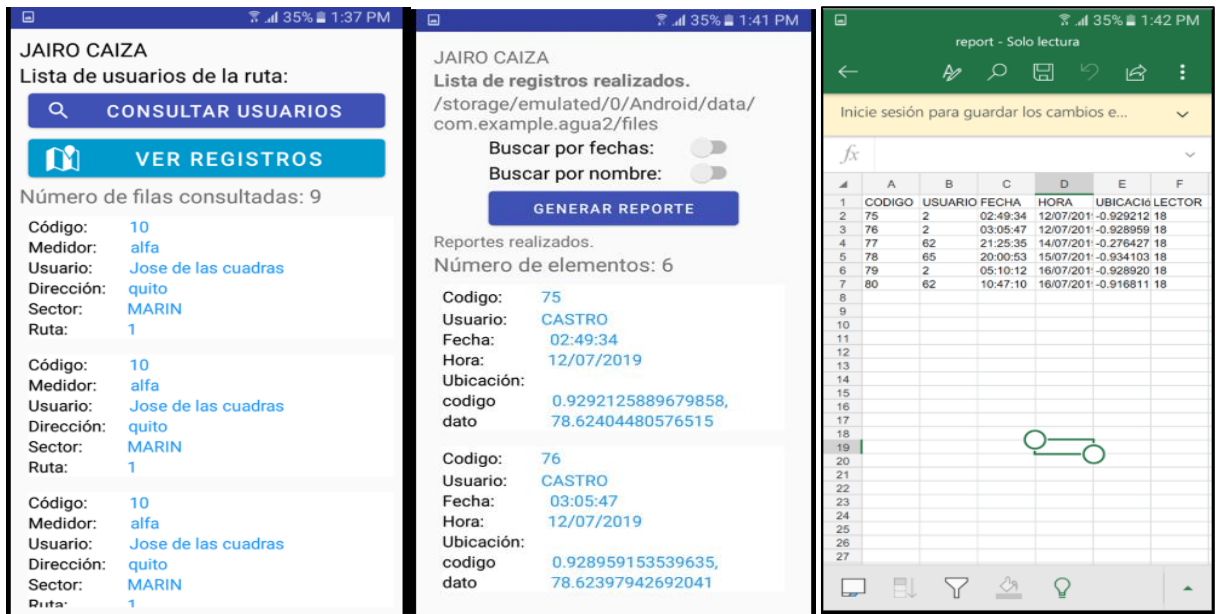 35% 1:37 PM
JAIRO CAIZA
Lista de usuarios de la ruta:
CONSULTAR USUARIOS
VER REGISTROS
Número de filas consultadas: 9
Código: 10
Medidor: alfa
Usuario: Jose de las cuadras
Dirección: quito
Sector: MARIN
Ruta: 1
Código: 10
Medidor: alfa
Usuario: Jose de las cuadras
Dirección: quito
Sector: MARIN
Ruta: 1
Código: 10
Medidor: alfa
Usuario: Jose de las cuadras
Dirección: quito
Sector: MARIN
Ruta: 1
35% 1:41 PM
JAIRO CAIZA
Lista de registros realizados.
/storage/emulated/0/Android/data/
com.example.agua2/files
Buscar por fechas:
Buscar por nombre:
GENERAR REPORTE
Reportes realizados.
Número de elementos: 6
Codigo: 75
Usuario: CASTRO
Fecha: 02:49:34
Hora: 12/07/2019
Ubicación:
codigo 0.9292125889679858,
dato 78.62404480576515
Codigo: 76
Usuario: CASTRO
Fecha: 03:05:47
Hora: 12/07/2019
Ubicación:
codigo 0.928959153539635,
dato 78.62397942692041
35% 1:42 PM
report - Solo lectura
Inicie sesión para guardar los cambios e...
fx
A B C D E F
1 CODIGO USUARIO FECHA HORA UBICACIÓ LECTOR
2 75 2 02:49:34 12/07/201 -0.929212 18
3 76 2 03:05:47 12/07/201 -0.928959 18
4 77 62 21:25:35 14/07/201 -0.276427 18
5 78 65 20:00:53 15/07/201 -0.934103 18
6 79 2 05:10:12 16/07/201 -0.928920 18
7 80 62 10:47:10 16/07/201 -0.916811 18
8
9
10
11
12
13
14
15
16
17
18
19
20
21
22
23
24
25
26
27